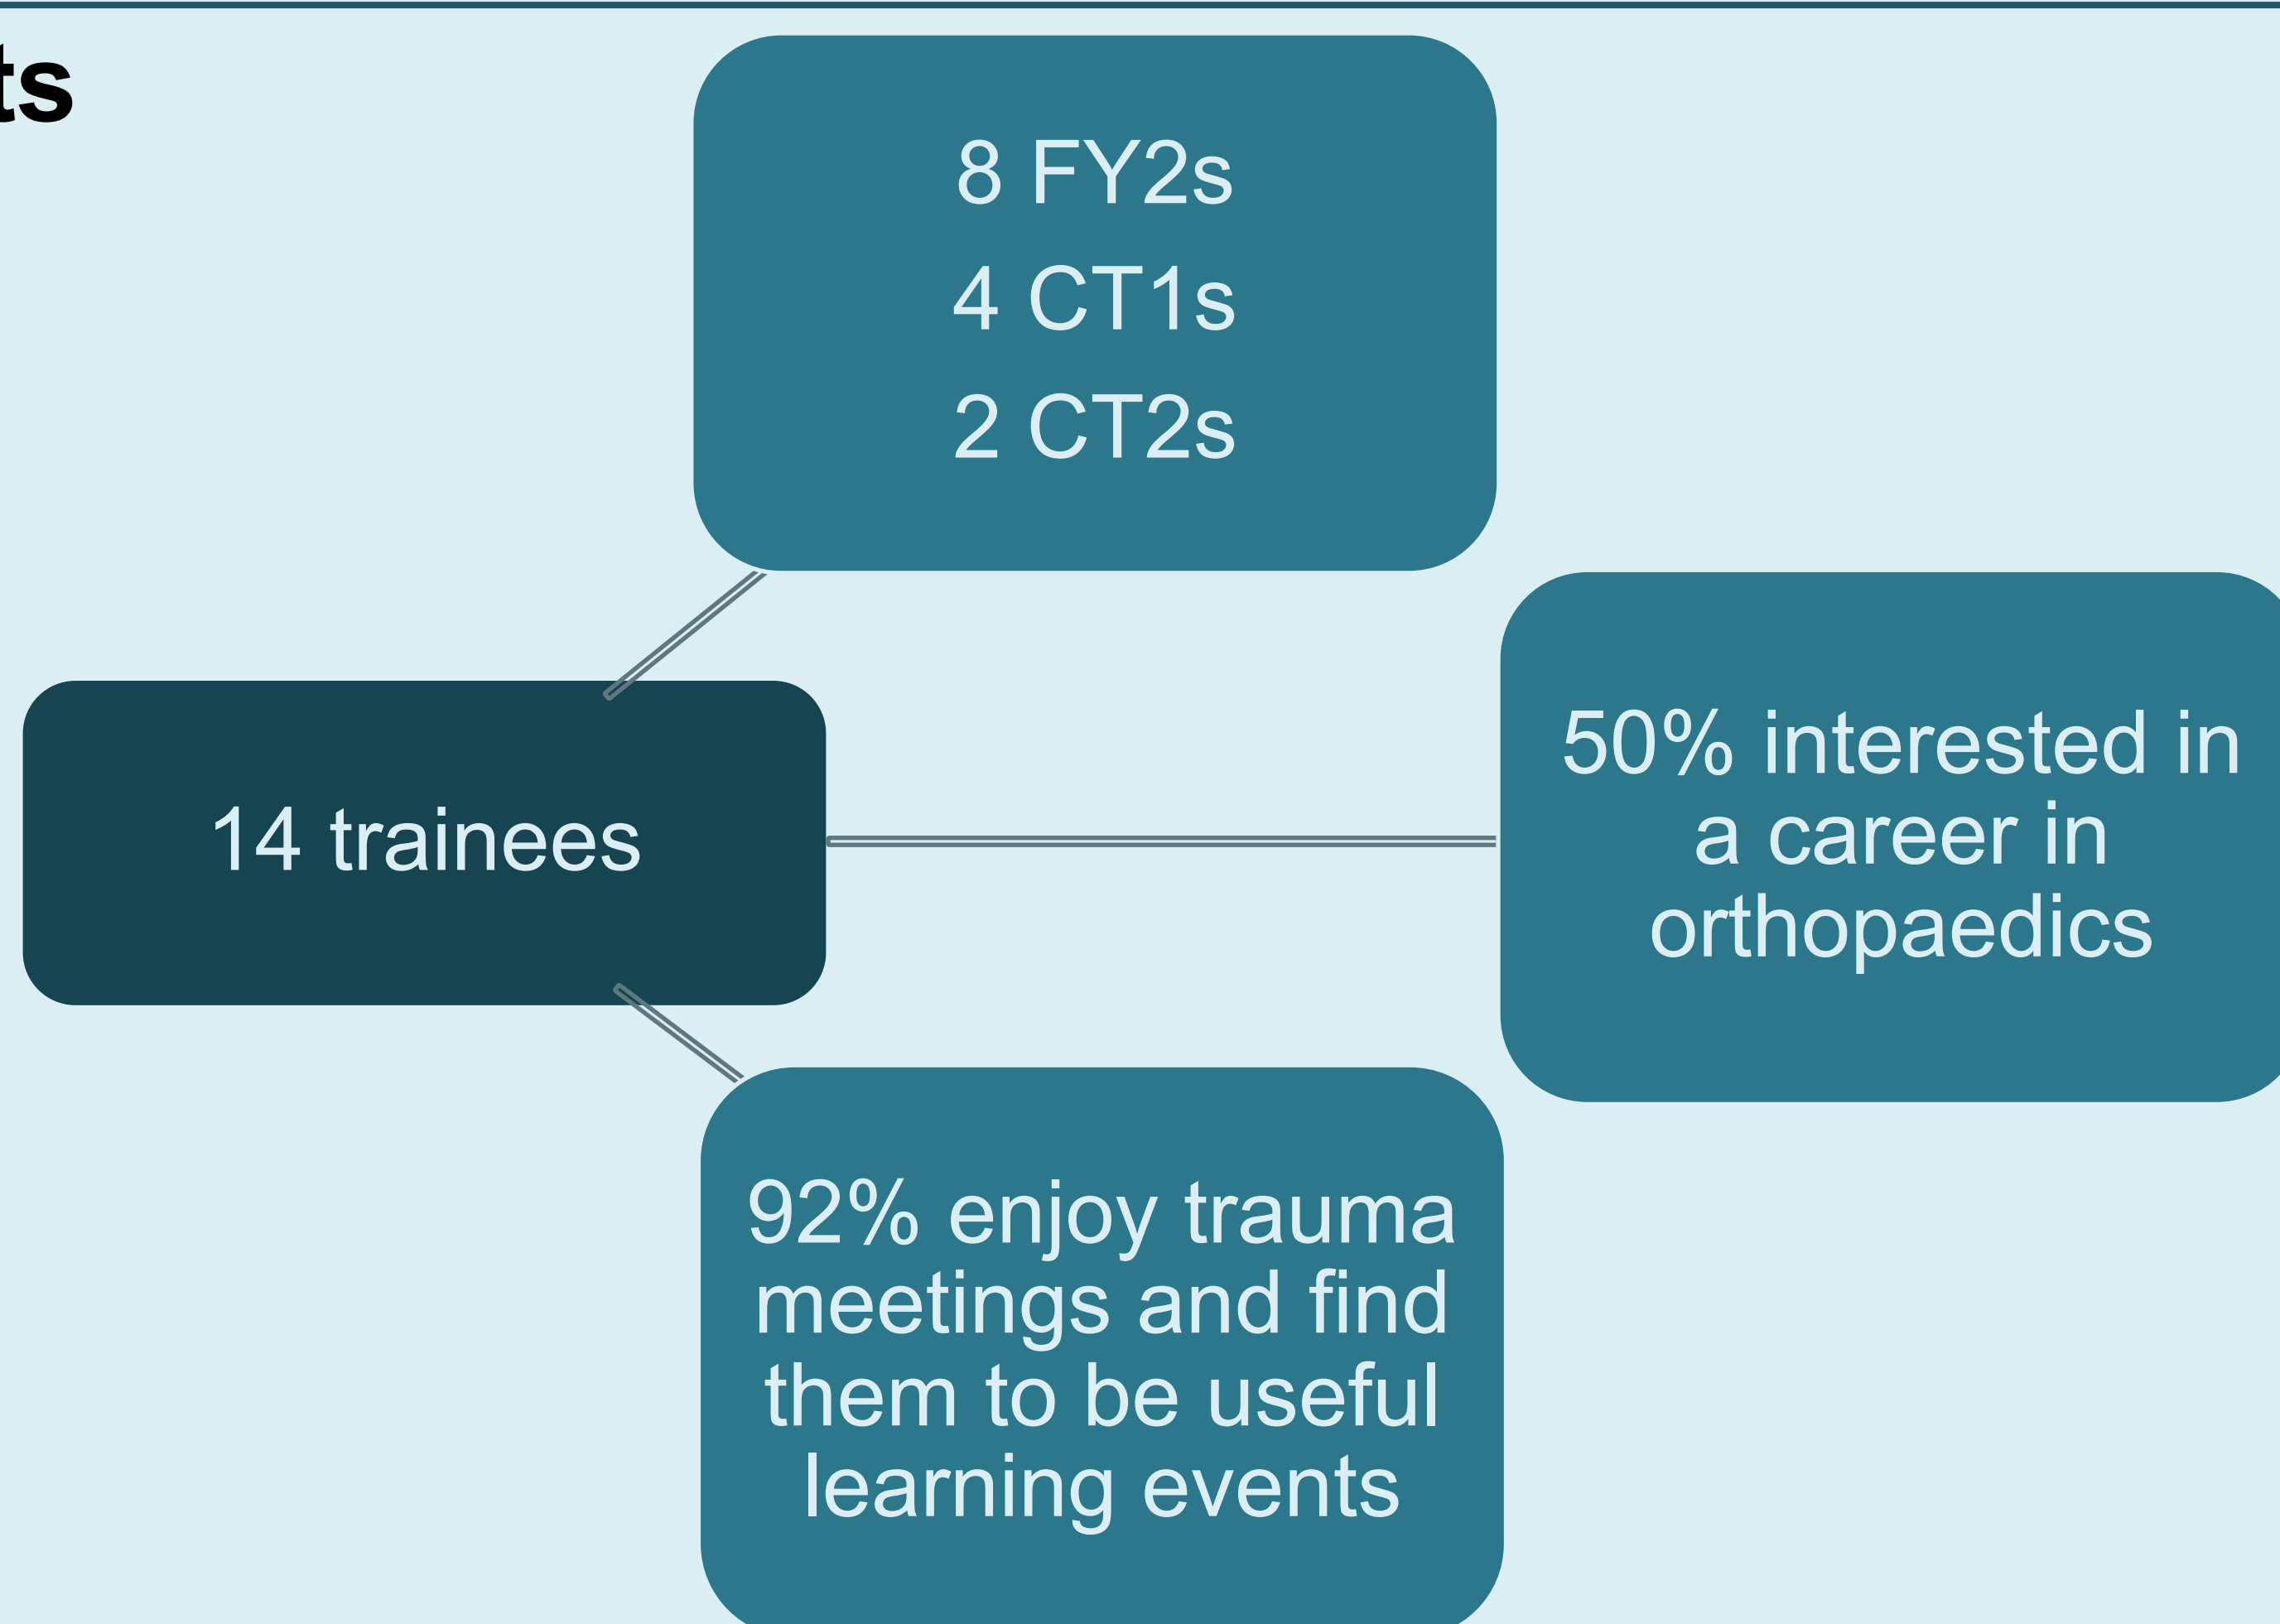 ts
8 FY2s
4 CT1s
2 CT2s
14 trainees
50% interested in
a career in
orthopaedics
92% enjoy trauma
meetings and find
them to be useful
learning events